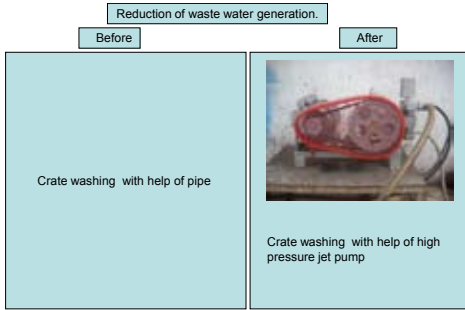 Reduction of waste water generation.
Before
After
Crate washing with help of pipe
Crate washing with help of high
pressure jet pump